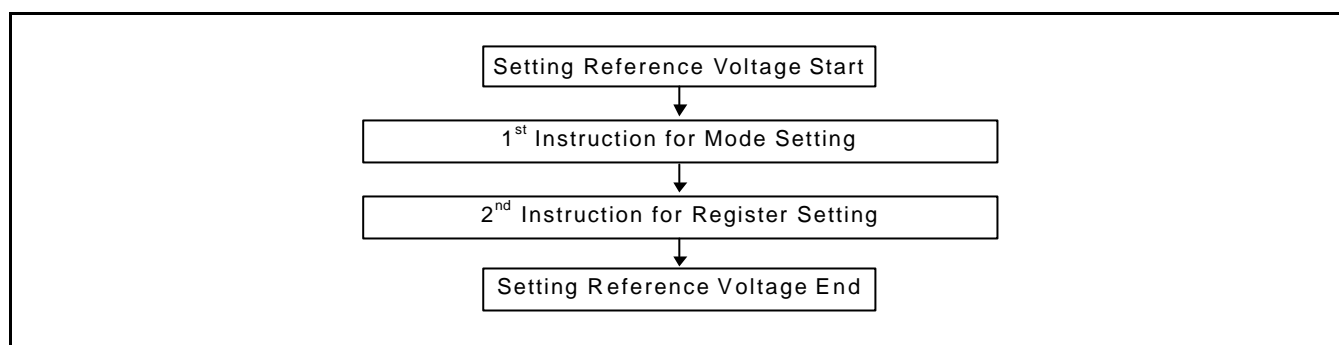 Setting Reference Voltage Start
1st Instruction for Mode Setting
2nd Instruction for Register Setting
Setting Reference Voltage End